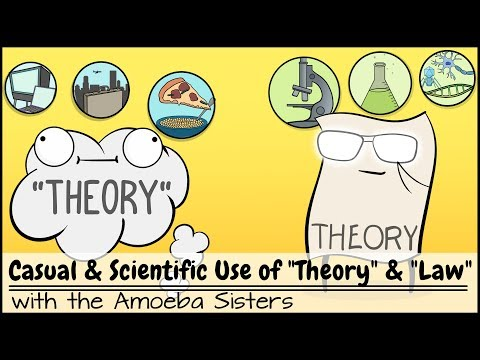 "THEORY"
THEORY
Casual & Scientific Use of "Theory" & "Law"
with the Amoeba Sisters